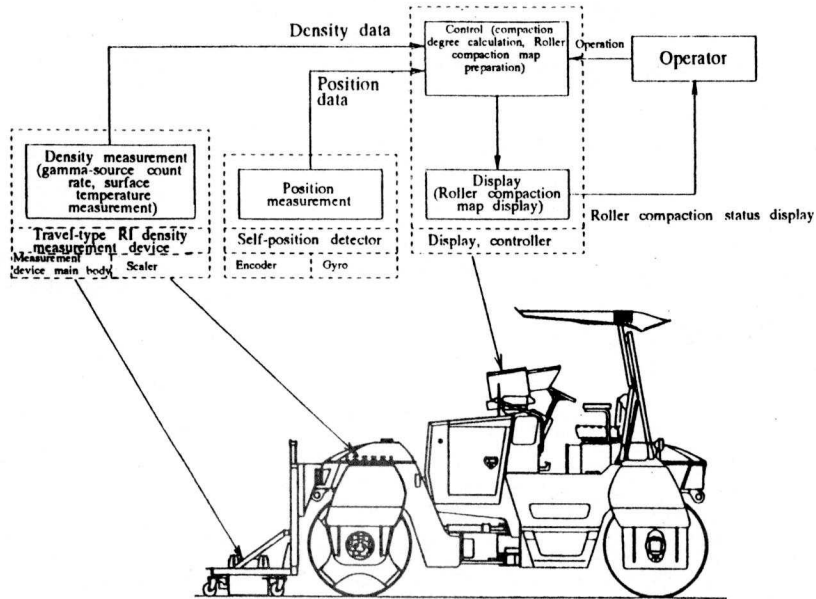 Density data
Position
data
Control (compaction
degree calculation, Roller
compaction map
preparation)
Operation
Operator
Density measurement
(gamma-source count
rate, surface
temperature
measurement)
Travel-type RI density
measurement device
Measurement
device main body
Scaler
Position
measurement
Self-position detector
Encoder
Gyro
Display
(Roller compaction
map display)
Display, controller
Roller compaction status display